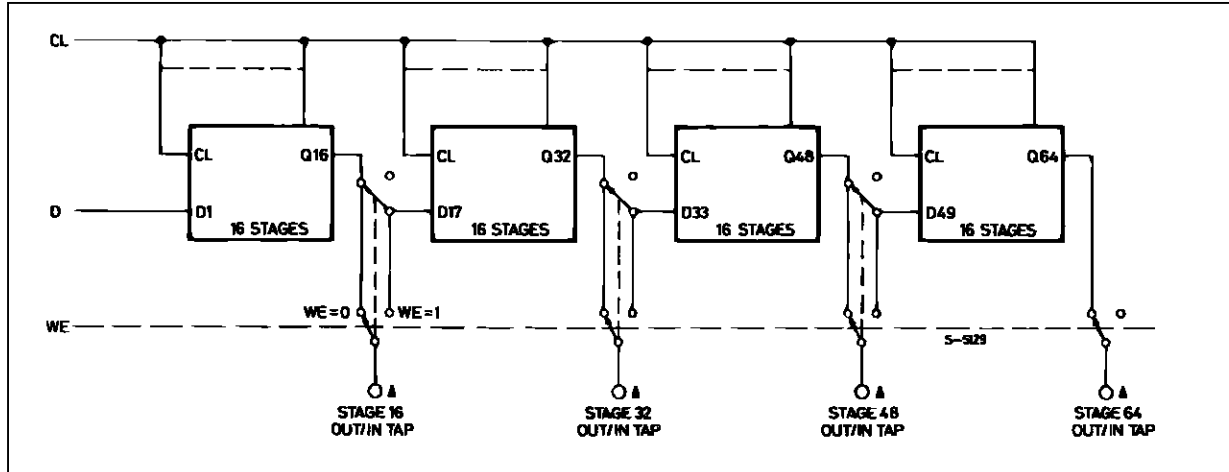 CL
CL Q16 CL Q32 CL Q48 CL Q64
D D1 D17 D33 D49
16 STAGES 16 STAGES 16 STAGES 16 STAGES
WE=0 WE=1
WE
S-5129
STAGE 16 STAGE 32 STAGE 48 STAGE 64
OUT/IN TAP OUT/IN TAP OUT/IN TAP OUT/IN TAP